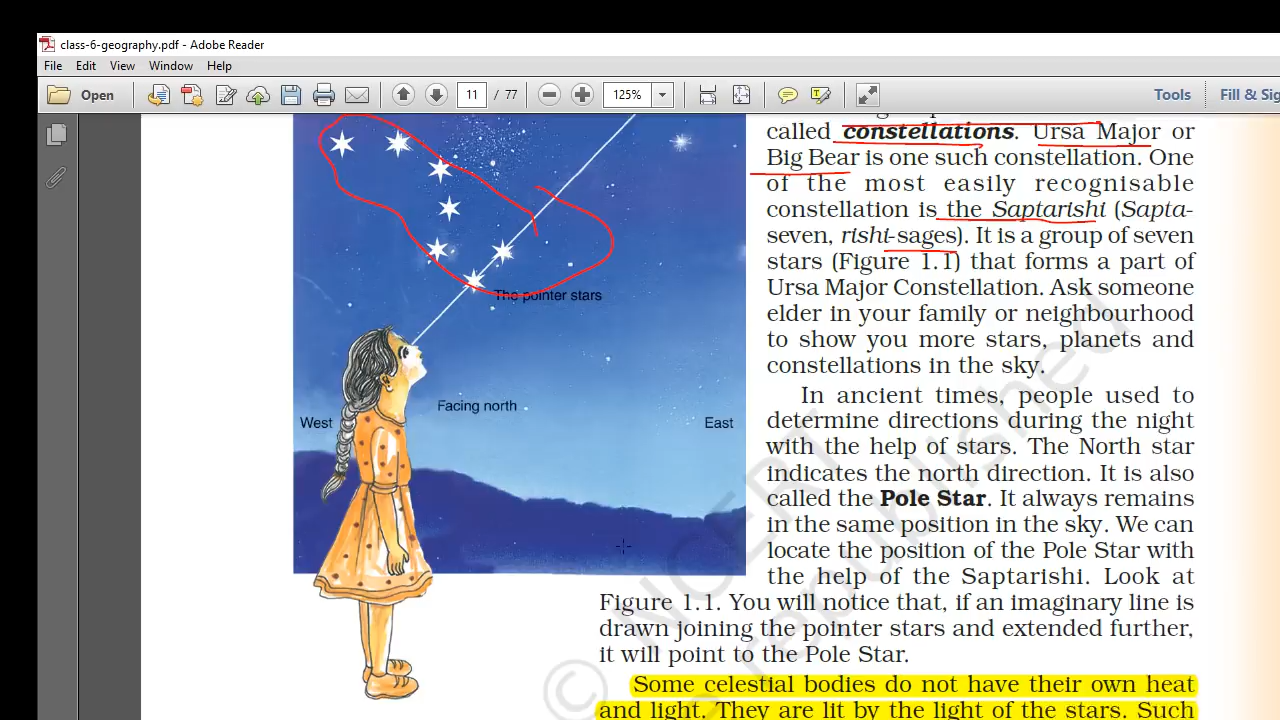 class-6-geography.pdf - Adobe Reader
File Edit View Window Help
Open 11 / 77 125% Tools Fill & Sig
called constellations. Ursa Major or
Big Bear is one such constellation. One
of the most easily recognisable
constellation is the Saptarishi (Sapta-
seven, rishi-sages). It is a group of seven
stars (Figure 1.1) that forms a part of
Ursa Major Constellation. Ask someone
elder in your family or neighbourhood
to show you more stars, planets and
constellations in the sky.
The pointer stars
Facing north
West
East
In ancient times, people used to
determine directions during the night
with the help of stars. The North star
indicates the north direction. It is also
called the Pole Star. It always remains
in the same position in the sky. We can
locate the position of the Pole Star with
the help of the Saptarishi. Look at
Figure 1.1. You will notice that, if an imaginary line is
drawn joining the pointer stars and extended further,
it will point to the Pole Star.
Some celestial bodies do not have their own heat
and light. They are lit by the light of the stars. Such
© NCERT
republished